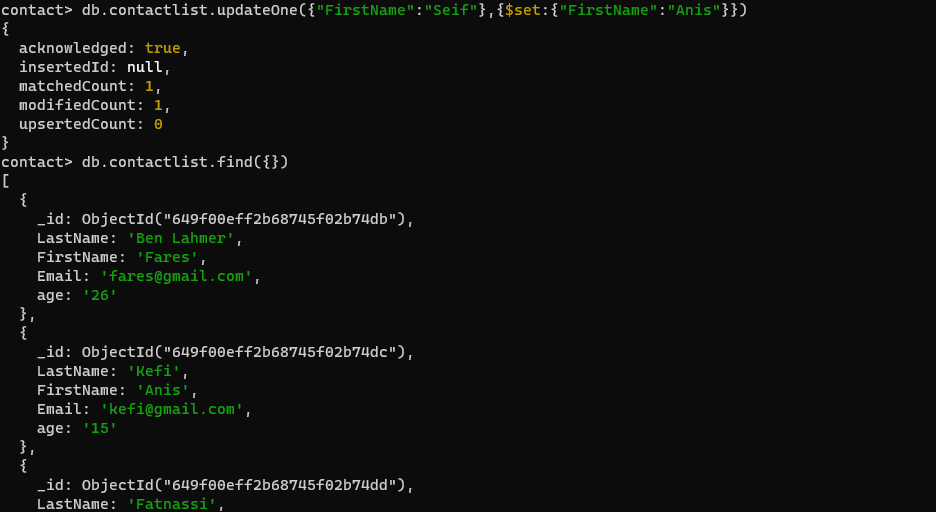 contact> db.contactlist.updateOne({"FirstName":"Seif"},{$set:{"FirstName":"Anis"}})
{
  acknowledged: true,
  insertedId: null,
  matchedCount: 1,
  modifiedCount: 1,
  upsertedCount: 0
}
contact> db.contactlist.find({})
[
  {
    _id: ObjectId("649f00eff2b68745f02b74db"),
    LastName: 'Ben Lahmer',
    FirstName: 'Fares',
    Email: 'fares@gmail.com',
    age: '26'
  },
  {
    _id: ObjectId("649f00eff2b68745f02b74dc"),
    LastName: 'Kefi',
    FirstName: 'Anis',
    Email: 'kefi@gmail.com',
    age: '15'
  },
  {
    _id: ObjectId("649f00eff2b68745f02b74dd"),
    LastName: 'Fatnassi',